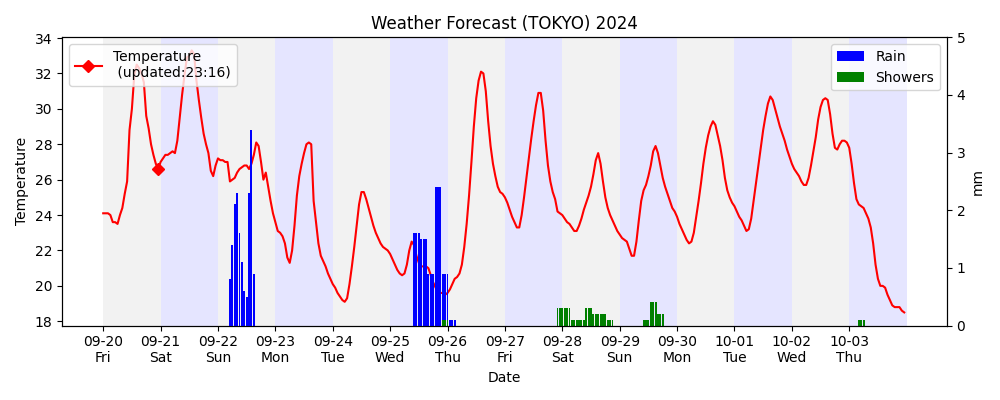 Weather Forecast (TOKYO) 2024
Temperature
(updated:23:16)
Rain
Showers
34
32
30
28
26
24
22
20
18
Temperature
5
4
3
2
1
0
mm
09-20 09-21 09-22 09-23 09-24 09-25 09-26 09-27 09-28 09-29 09-30 10-01 10-02 10-03
Fri Sat Sun Mon Tue Wed Thu Fri Sat Sun Mon Tue Wed Thu
Date